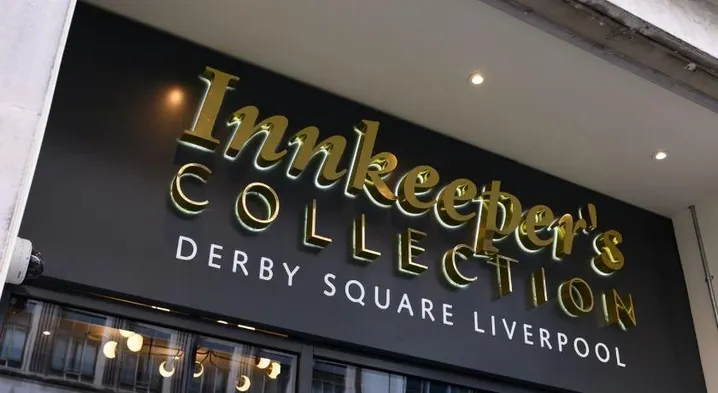 Innkeeper's
COLLECTION
DERBY SQUARE LIVERPOOL